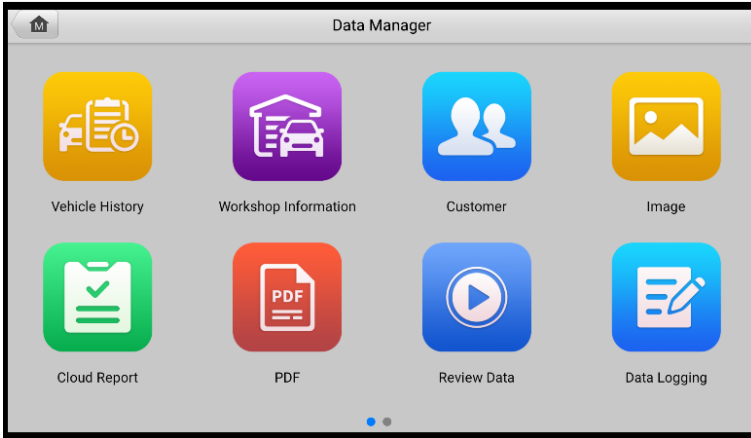 M
Data Manager
Vehicle History
Workshop Information
Customer
Image
PDF
Cloud Report
PDF
Review Data
Data Logging